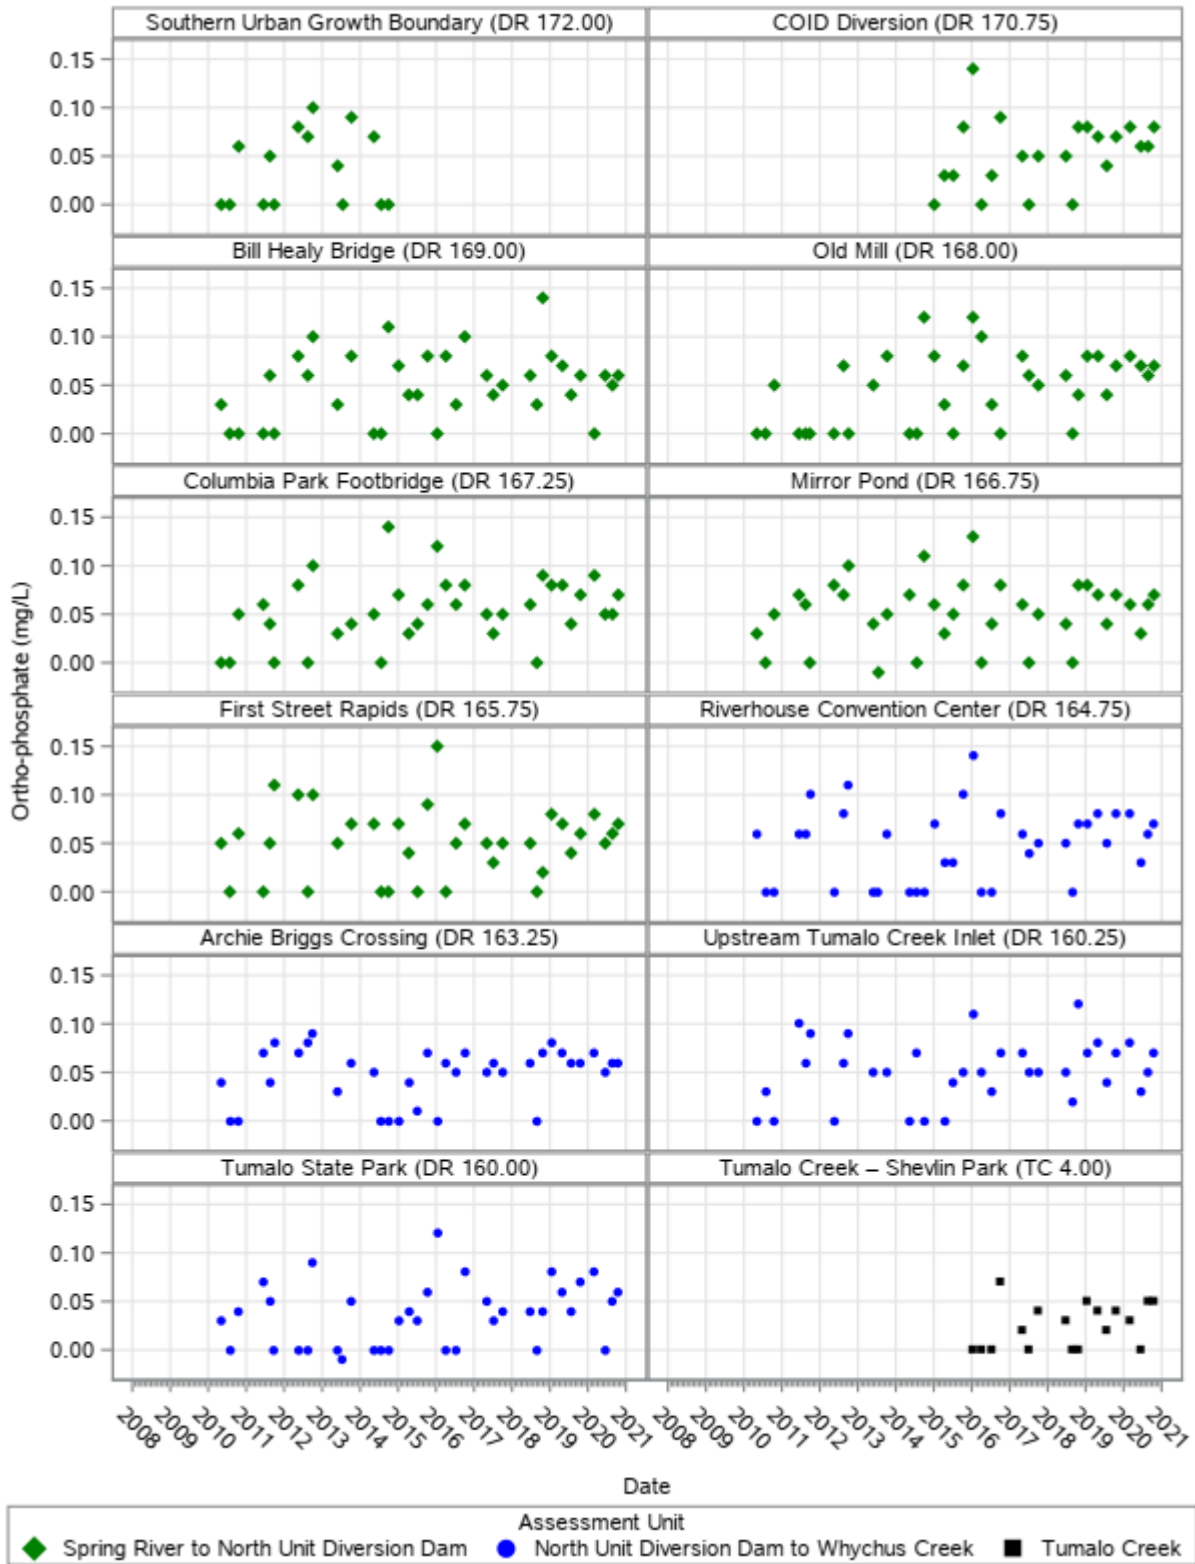 Southern Urban Growth Boundary (DR 172.00)
COID Diversion (DR 170.75)
0.15
0.10
0.05
0.00
Bill Healy Bridge (DR 169.00)
Old Mill (DR 168.00)
0.15
0.10
0.05
0.00
Columbia Park Footbridge (DR 167.25)
Mirror Pond (DR 166.75)
0.15
0.10
0.05
0.00
Ortho-phosphate (mg/L)
First Street Rapids (DR 165.75)
Riverhouse Convention Center (DR 164.75)
0.15
0.10
0.05
0.00
Archie Briggs Crossing (DR 163.25)
Upstream Tumalo Creek Inlet (DR 160.25)
0.15
0.10
0.05
0.00
Tumalo State Park (DR 160.00)
Tumalo Creek – Shevlin Park (TC 4.00)
0.15
0.10
0.05
0.00
2008 2009 2010 2011 2012 2013 2014 2015 2016 2017 2018 2019 2020 2021
2008 2009 2010 2011 2012 2013 2014 2015 2016 2017 2018 2019 2020 2021
Date
Assessment Unit
Spring River to North Unit Diversion Dam
North Unit Diversion Dam to Whychus Creek
Tumalo Creek